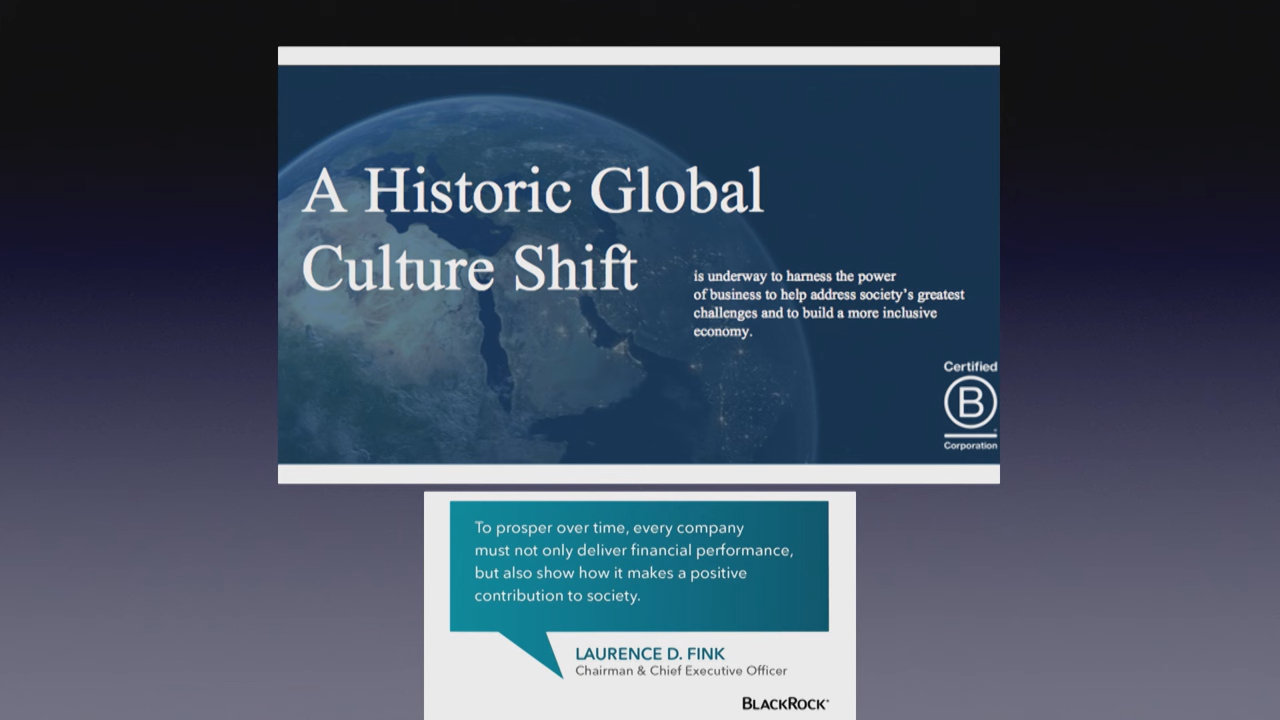 A Historic Global
Culture Shift
is underway to harness the power
of business to help address society's greatest
challenges and to build a more inclusive
economy.
Certified
B
Corporation
To prosper over time, every company
must not only deliver financial performance,
but also show how it makes a positive
contribution to society.
LAURENCE D. FINK
Chairman & Chief Executive Officer
BLACKROCK®